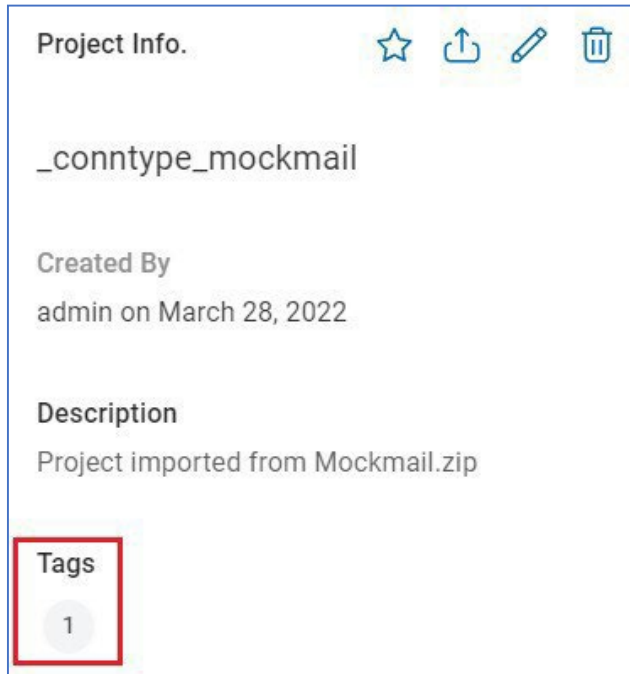 Project Info.
_conntype_mockmail
Created By
admin on March 28, 2022
Description
Project imported from Mockmail.zip
Tags
1